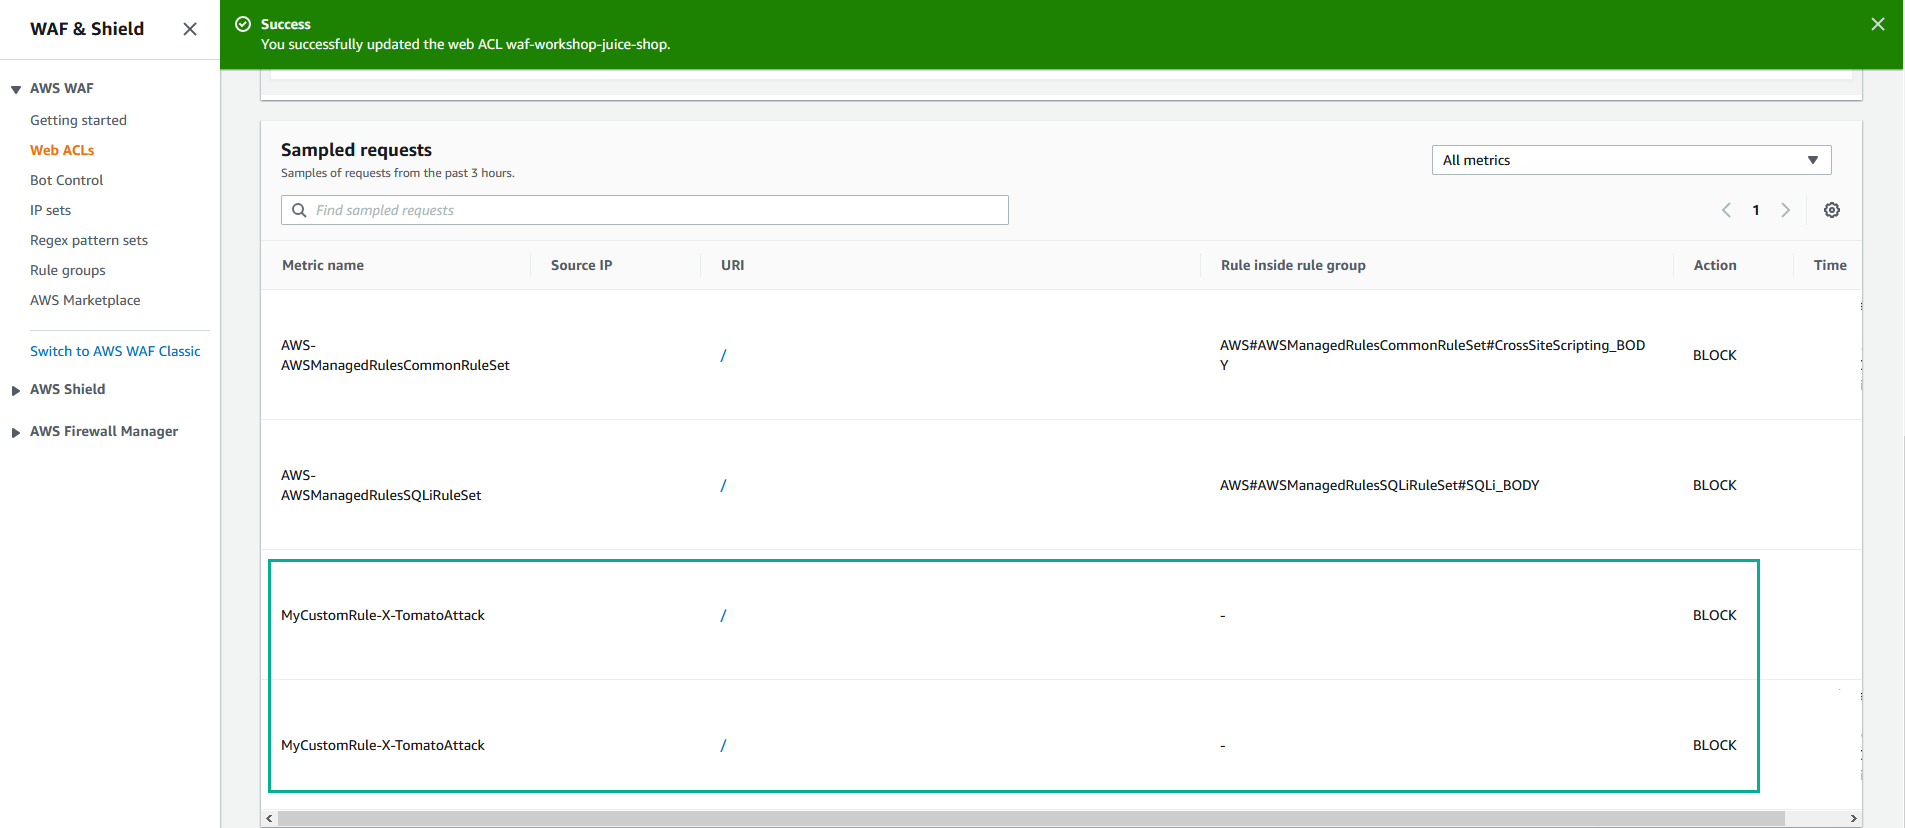 WAF & Shield
AWS WAF
Getting started
Web ACLs
Bot Control
IP sets
Regex pattern sets
Rule groups
AWS Marketplace
Switch to AWS WAF Classic
AWS Shield
AWS Firewall Manager
Success
You successfully updated the web ACL waf-workshop-juice-shop.
Sampled requests
Samples of requests from the past 3 hours.
All metrics
Find sampled requests
1
Metric name Source IP URI Rule inside rule group Action Time
AWS-
AWSManagedRulesCommonRuleSet
/
AWS#AWSManagedRulesCommonRuleSet#CrossSiteScripting_BOD
Y
BLOCK
AWS-
AWSManagedRulesSQLiRuleSet
/
AWS#AWSManagedRulesSQLiRuleSet#SQLi_BODY
BLOCK
MyCustomRule-X-TomatoAttack / - BLOCK
MyCustomRule-X-TomatoAttack / - BLOCK